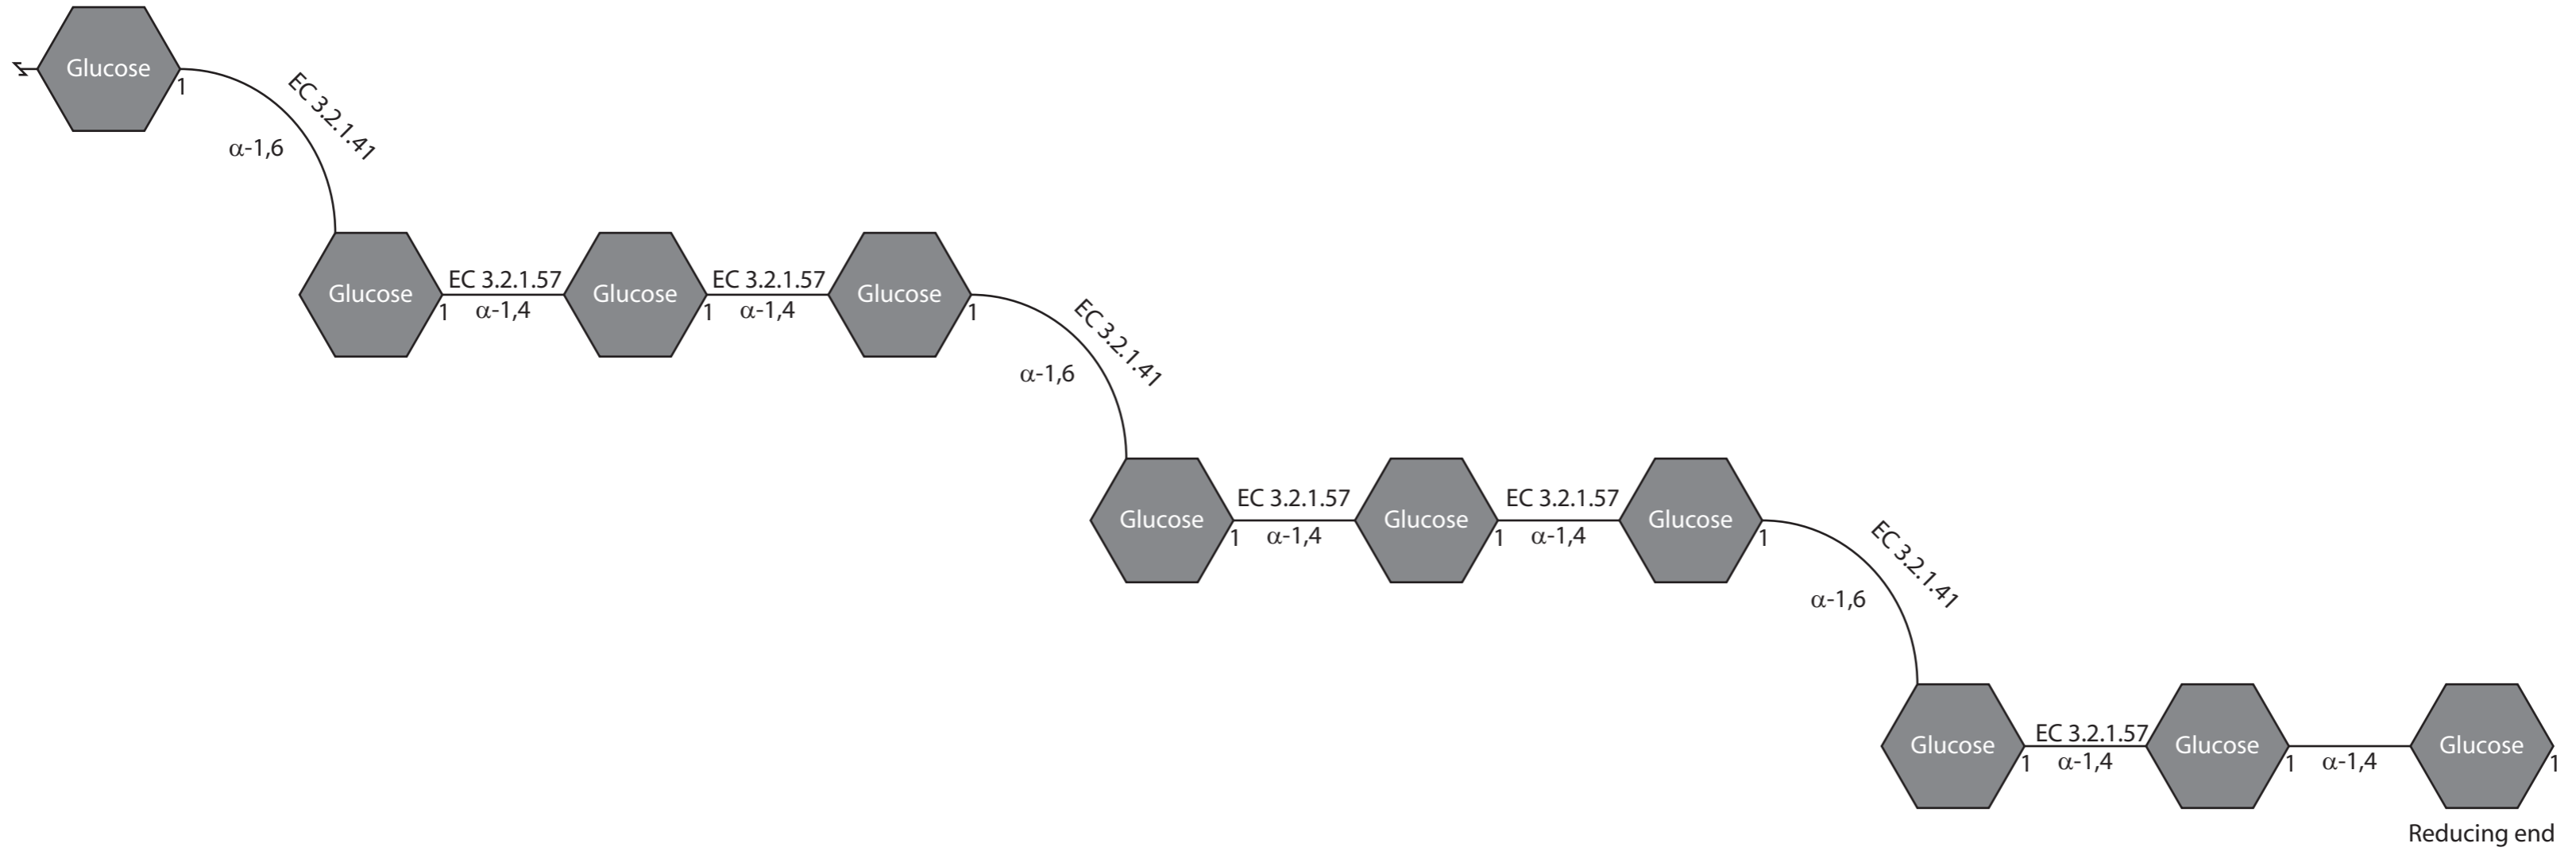 Glucose
1
EC 3.2.1.41
α-1,6
Glucose
1
EC 3.2.1.57
α-1,4
Glucose
1
EC 3.2.1.57
α-1,4
Glucose
1
EC 3.2.1.41
α-1,6
Glucose
1
EC 3.2.1.57
α-1,4
Glucose
1
EC 3.2.1.57
α-1,4
Glucose
1
EC 3.2.1.41
α-1,6
Glucose
1
EC 3.2.1.57
α-1,4
Glucose
1
α-1,4
Glucose
1
Reducing end